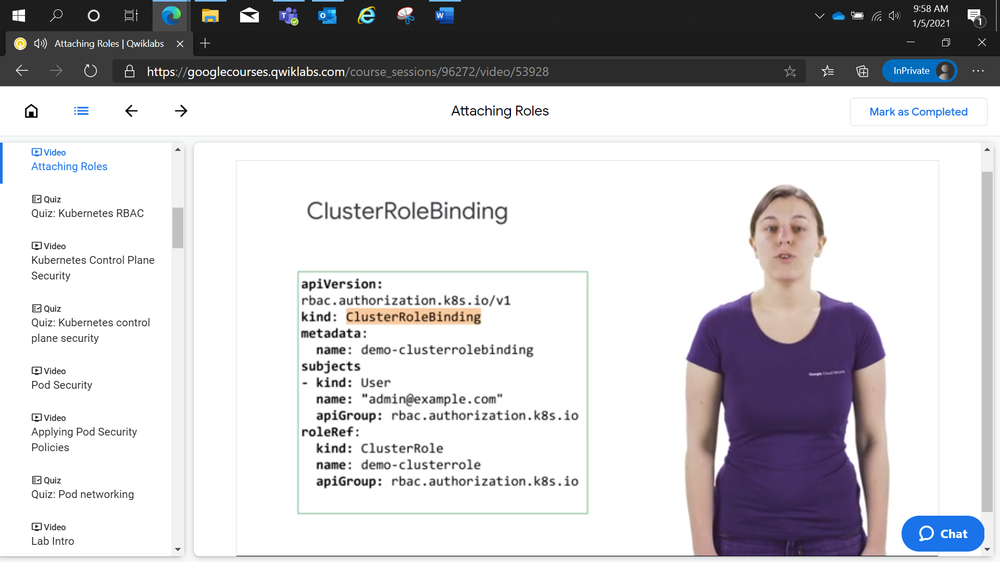 9:58 AM
1/5/2021
1
Attaching Roles | Qwiklabs
https://googlecourses.qwiklabs.com/course_sessions/96272/video/53928
InPrivate
Attaching Roles
Mark as Completed
Video
Attaching Roles
Quiz
Quiz: Kubernetes RBAC
Video
Kubernetes Control Plane
Security
Quiz
Quiz: Kubernetes control
plane security
Video
Pod Security
Video
Applying Pod Security
Policies
Quiz
Quiz: Pod networking
Video
Lab Intro
ClusterRoleBinding
apiVersion:
rbac.authorization.k8s.io/v1
kind: ClusterRoleBinding
metadata:
  name: demo-clusterrolebinding
subjects
- kind: User
  name: "admin@example.com"
  apiGroup: rbac.authorization.k8s.io
roleRef:
  kind: ClusterRole
  name: demo-clusterrole
  apiGroup: rbac.authorization.k8s.io
Google Cloud Security
Chat